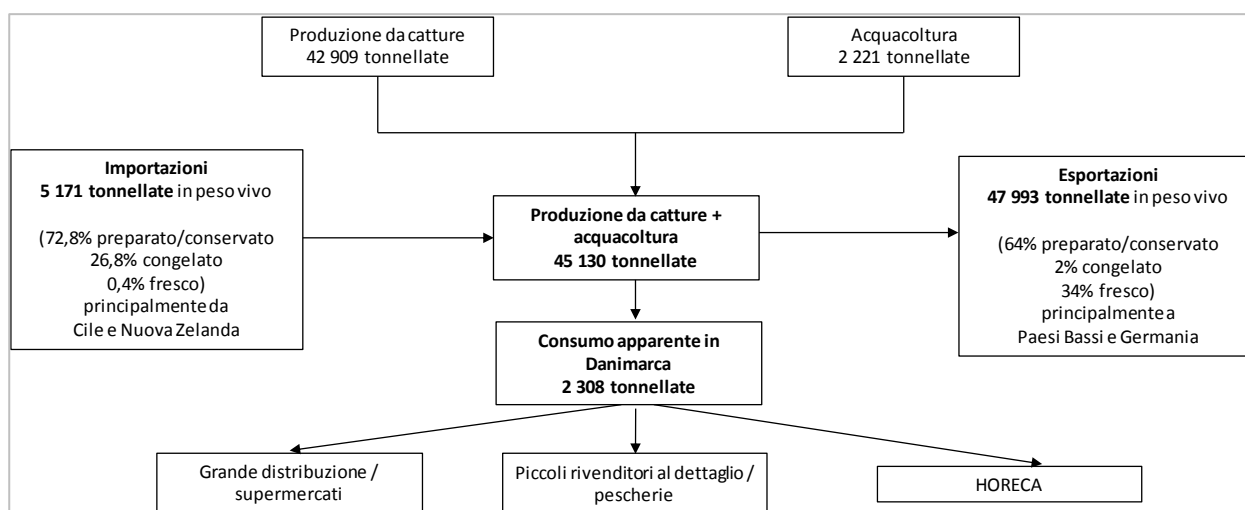 Produzione da catture
42 909 tonnellate
Acquacoltura
2 221 tonnellate
Importazioni
5 171 tonnellate in peso vivo
(72,8% preparato/conservato
26,8% congelato
0,4% fresco)
principalmente da
Cile e Nuova Zelanda
Produzione da catture +
acquacoltura
45 130 tonnellate
Esportazioni
47 993 tonnellate in peso vivo
(64% preparato/conservato
2% congelato
34% fresco)
principalmente a
Paesi Bassi e Germania
Consumo apparente in
Danimarca
2 308 tonnellate
Grande distribuzione /
supermercati
Piccoli rivenditori al dettaglio /
pescherie
HORECA